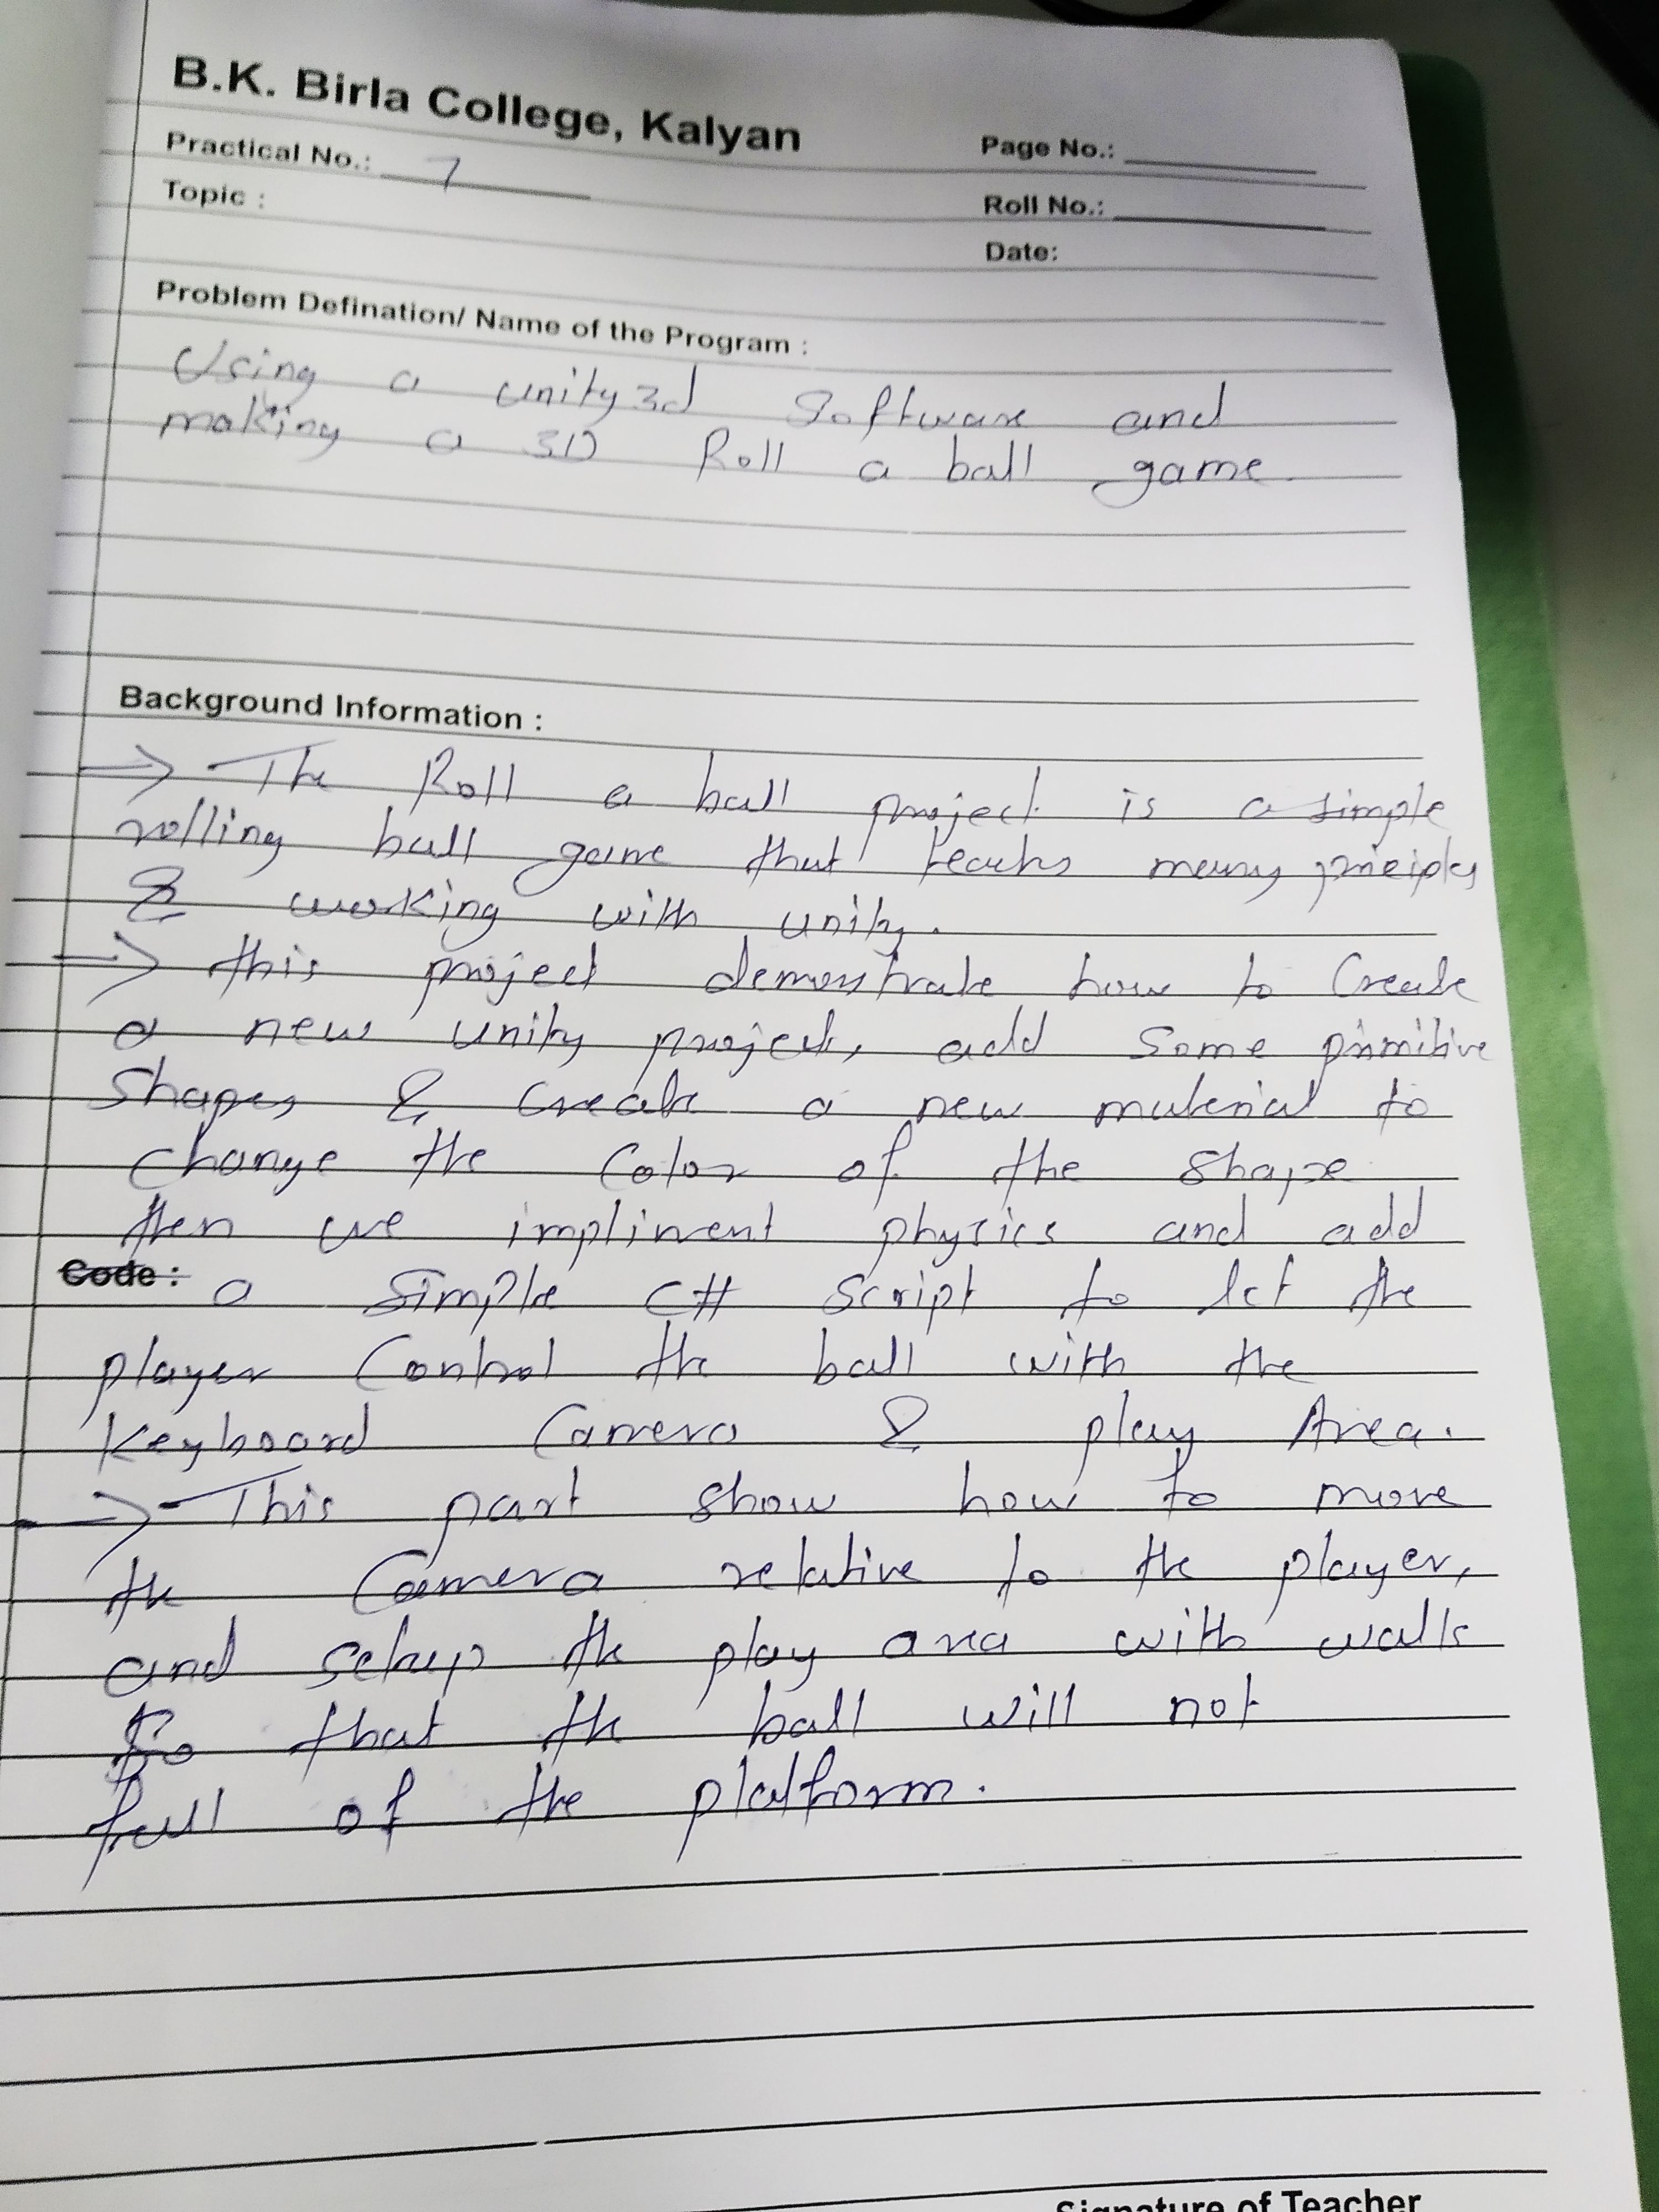 B.K. Birla College, Kalyan
Practical No.: 7
Page No.:
Topic :
Roll No.:
Date:
Problem Defination/ Name of the Program :
Using a unity3d Software and
making a 3D Roll a ball game.
Background Information :
→ The Roll a ball project is a simple
rolling ball game that many
& working with unity.
→ this project demonstrate how to Create
a new unity project, add some primitive
Shapes & Create a new material to
change the Color of the shape
then we impliment physics and add
Code :
a Simple C# script to let the
player Control the ball with the
Keyboard Camera & play Area.
→ This part show how to move
the Camera relative to the player,
and setup the play area with walls
So that the ball will not
fall of the platform.
Signature of Teacher